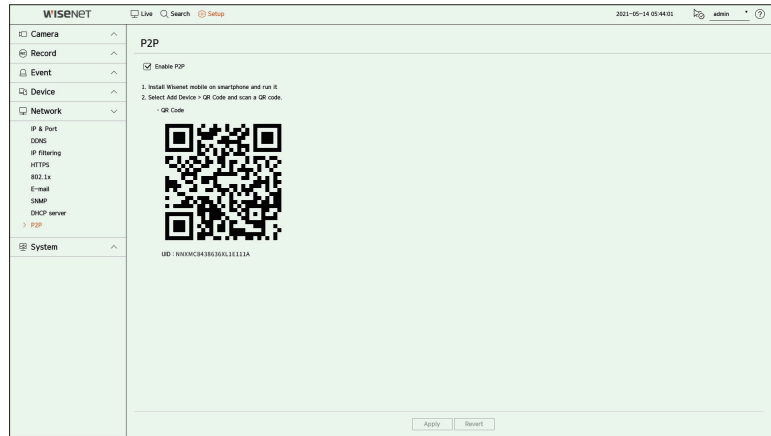 WISENET
Live Search Setup
2021-05-14 05:44:01 admin
Camera
Record
Event
Device
Network
IP & Port
DDNS
IP filtering
HTTPS
802.1x
E-mail
SNMP
DHCP server
> P2P
System
P2P
Enable P2P
1. Install Wisenet mobile on smartphone and run it
2. Select Add Device > QR Code and scan a QR code.
- QR Code
UID : NNXMC8438636XL1E111A
Apply Revert